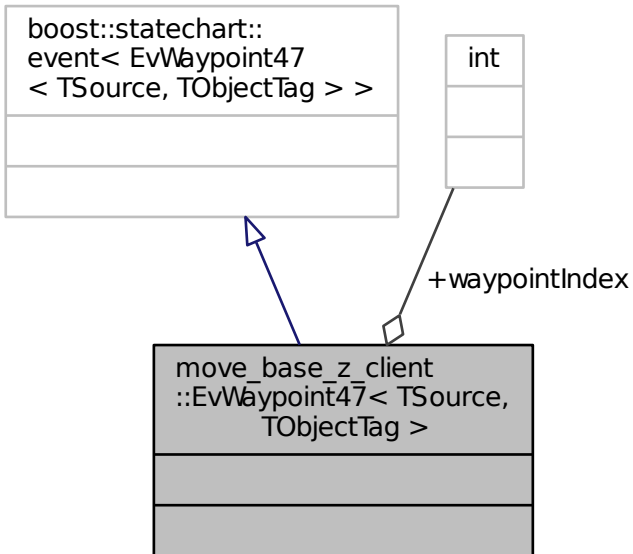 boost::statechart::
event< EvWaypoint47
< TSource, TObjectTag > >
int
+waypointIndex
move_base_z_client
::EvWaypoint47< TSource,
TObjectTag >